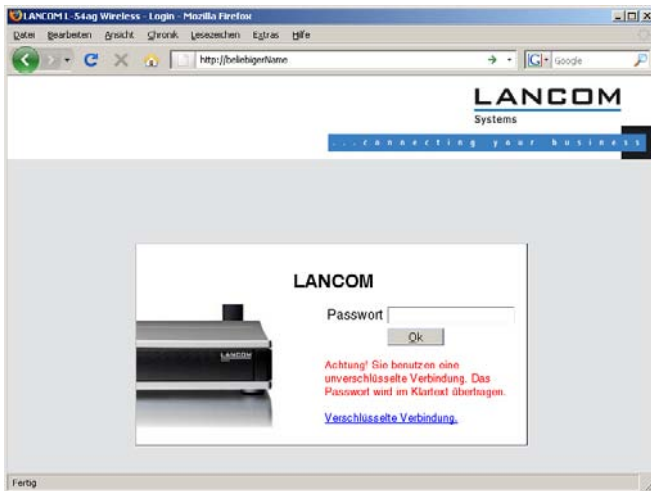 LANCOM L-54ag Wireless - Login - Mozilla Firefox
Datei Bearbeiten Ansicht Chronik Lesezeichen Extras Hilfe
http://beliebigerName
G Google
LANCOM
Systems
...connecting your business
LANCOM
Passwort
Ok
LANCOM
Achtung! Sie benutzen eine
unverschlüsselte Verbindung. Das
Passwort wird im Klartext übertragen.
Verschlüsselte Verbindung.
Fertig